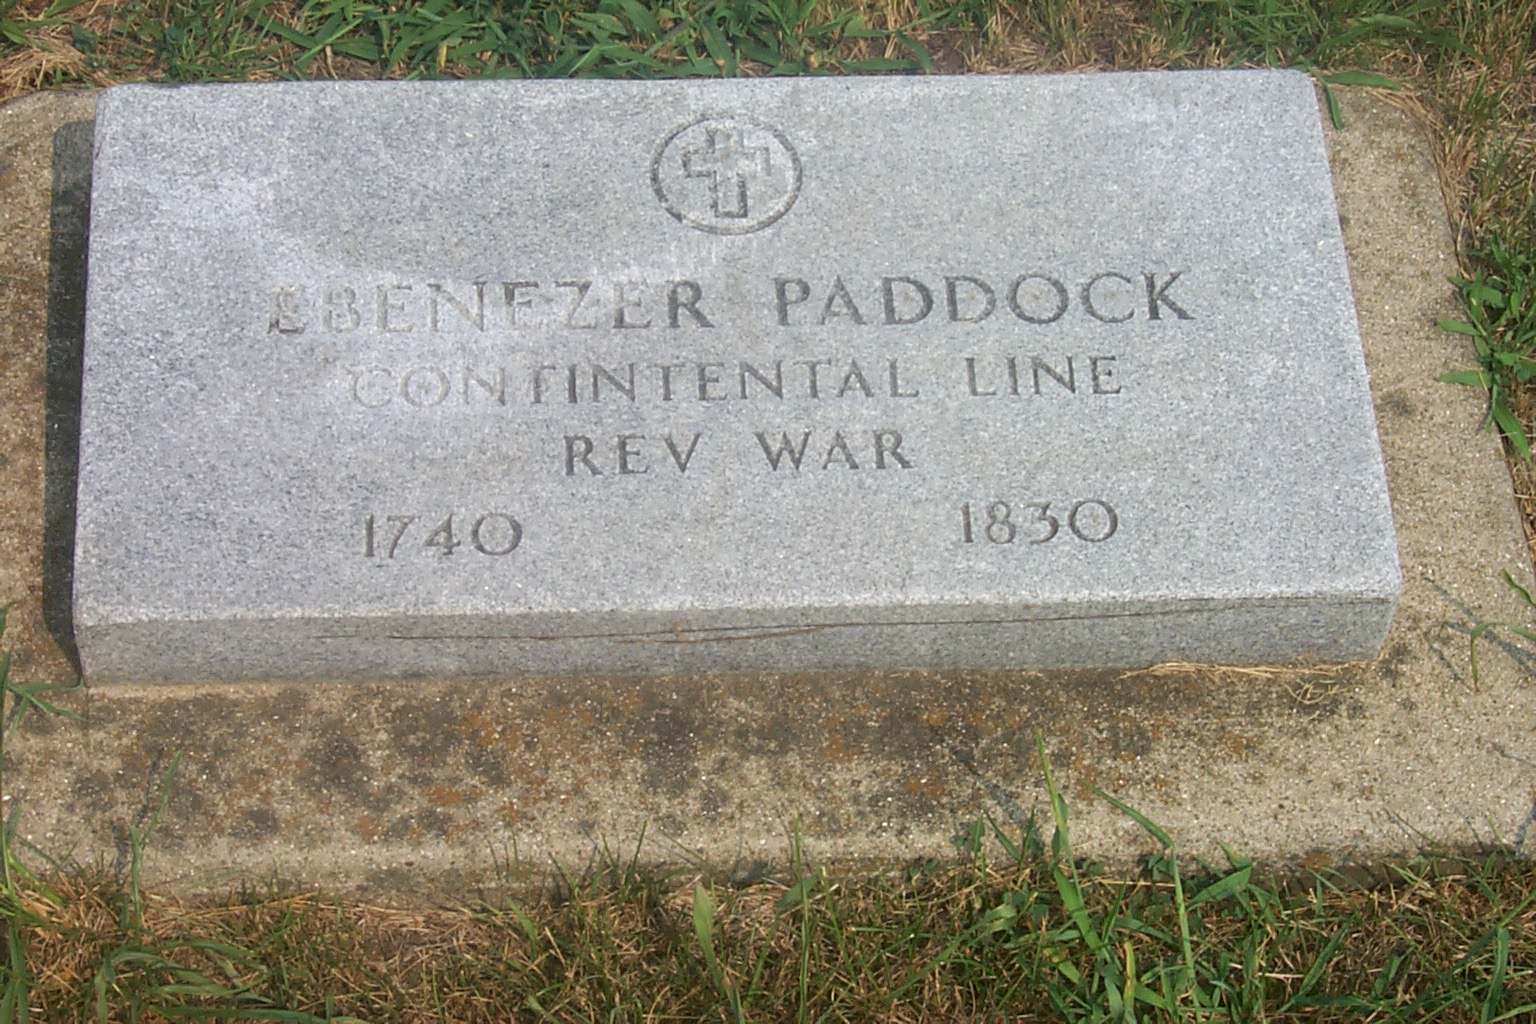 EBENEZER PADDOCK
CONTINTENTAL LINE
REV WAR
1740 1830